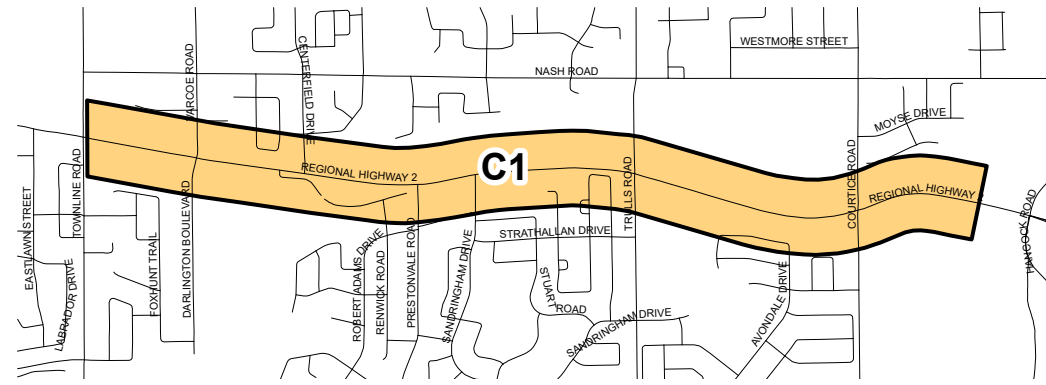 WESTMORE STREET
NASH ROAD
VARCOE ROAD
CENTERFIELD DRIVE
MOYSE DRIVE
C1
REGIONAL HIGHWAY 2
REGIONAL HIGHWAY
EASTLAWN STREET
TOWNLINE ROAD
LABRADOR DRIVE
FOXHUNT TRAIL
DARLINGTON BOULEVARD
ROBERT ADAMS DRIVE
RENWICK ROAD
PRESTONVALE ROAD
SANDRINGHAM DRIVE
STRATHALLAN DRIVE
STUART
ROAD
SANDRINGHAM DRIVE
TRULLS ROAD
AVONDALE DRIVE
COURTICE ROAD
HANCOCK ROAD